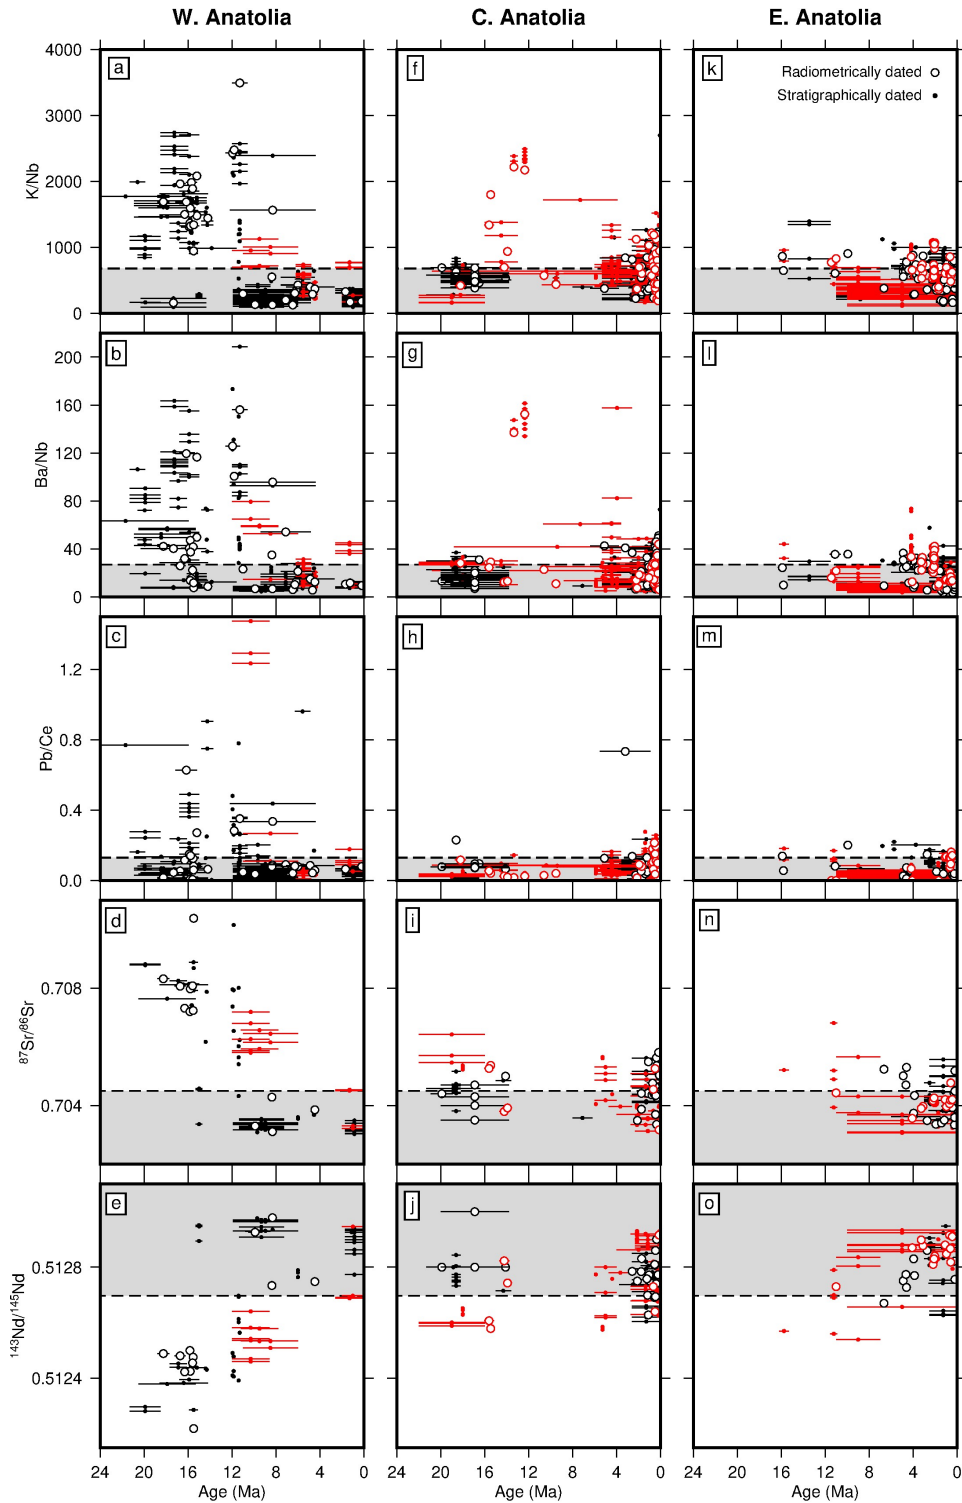 W. Anatolia
C. Anatolia
E. Anatolia
a
f
k
Radiometrically dated
Stratigraphically dated
4000
3000
2000
1000
0
K/Nb
b
g
l
200
160
120
80
40
0
Ba/Nb
c
h
m
1.2
0.8
0.4
0.0
Pb/Ce
d
i
n
0.708
0.704
87Sr/86Sr
e
j
o
0.5128
0.5124
143Nd/145Nd
24 20 16 12 8 4 0
24 20 16 12 8 4 0
24 20 16 12 8 4 0
Age (Ma)
Age (Ma)
Age (Ma)